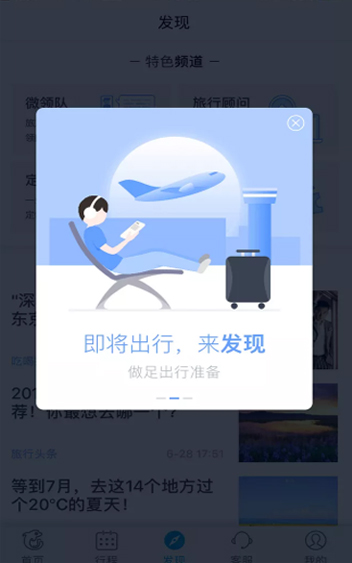 发现
— 特色频道 —
微领队
旅行顾问
即将出行，来发现
做足出行准备
东京
荐！你最想去哪一个？
旅行头条
6-28 17:51
等到7月，去这14个地方过
个20°C的夏天！
首页
行程
发现
客服
我的